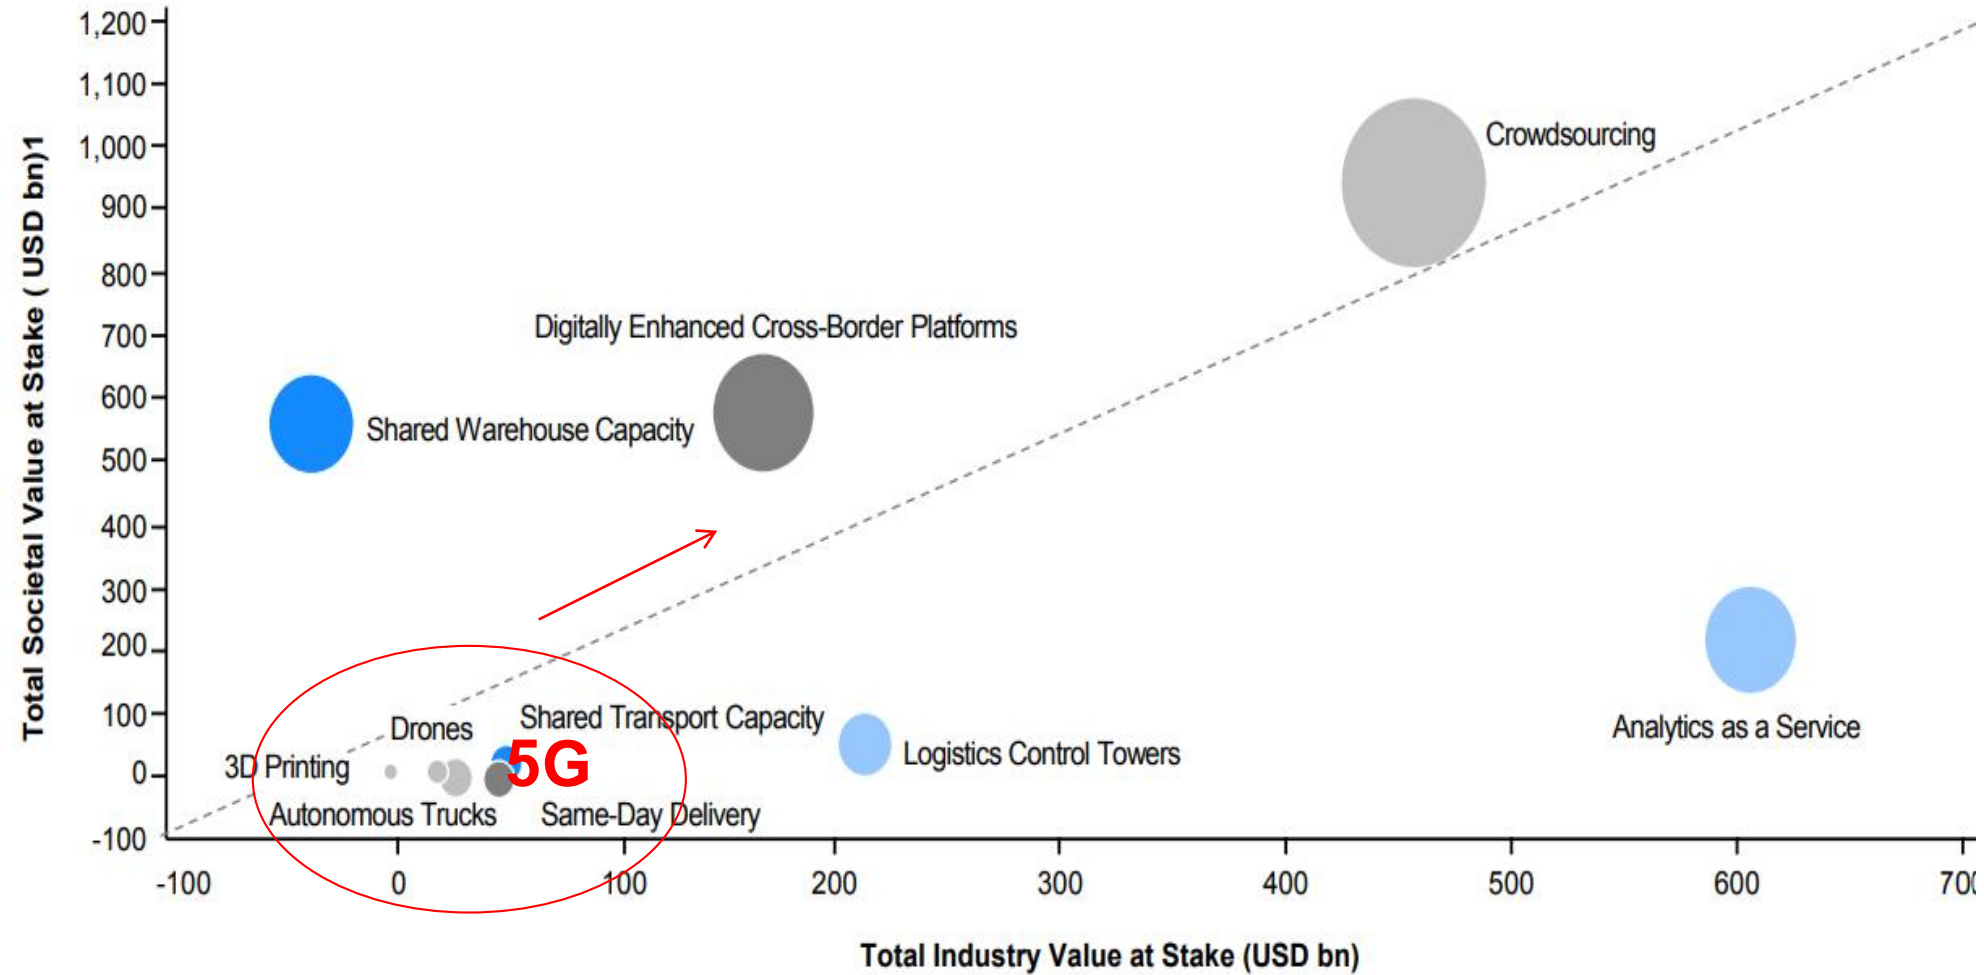 1,200
1,100
1,000
900
800
700
600
500
400
300
200
100
0
-100
Total Societal Value at Stake ( USD bn)1
Crowdsourcing
Digitally Enhanced Cross-Border Platforms
Shared Warehouse Capacity
Analytics as a Service
Shared Transport Capacity
Drones
5G
Logistics Control Towers
3D Printing
Autonomous Trucks
Same-Day Delivery
-100
0
100
200
300
400
500
600
700
Total Industry Value at Stake (USD bn)